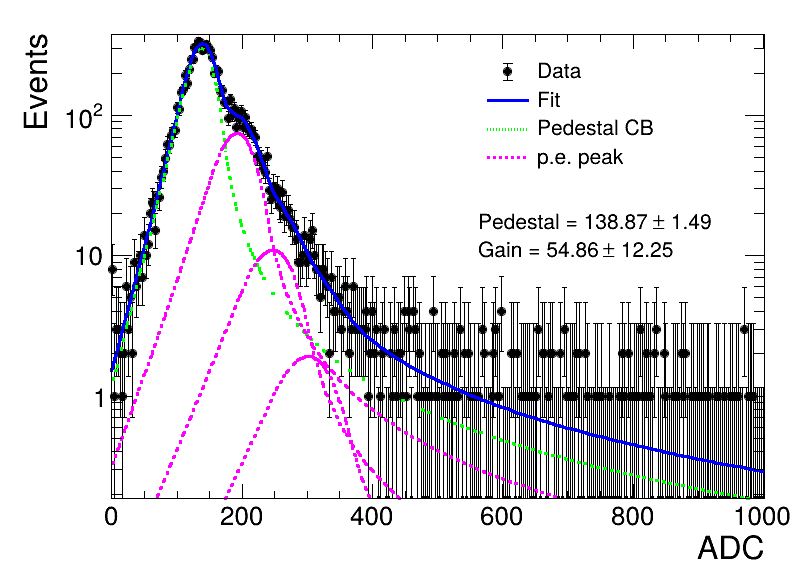 Events
10²
10
1
Data
Fit
Pedestal CB
p.e. peak
Pedestal = 138.87 ± 1.49
Gain = 54.86 ± 12.25
0 200 400 600 800 1000
ADC